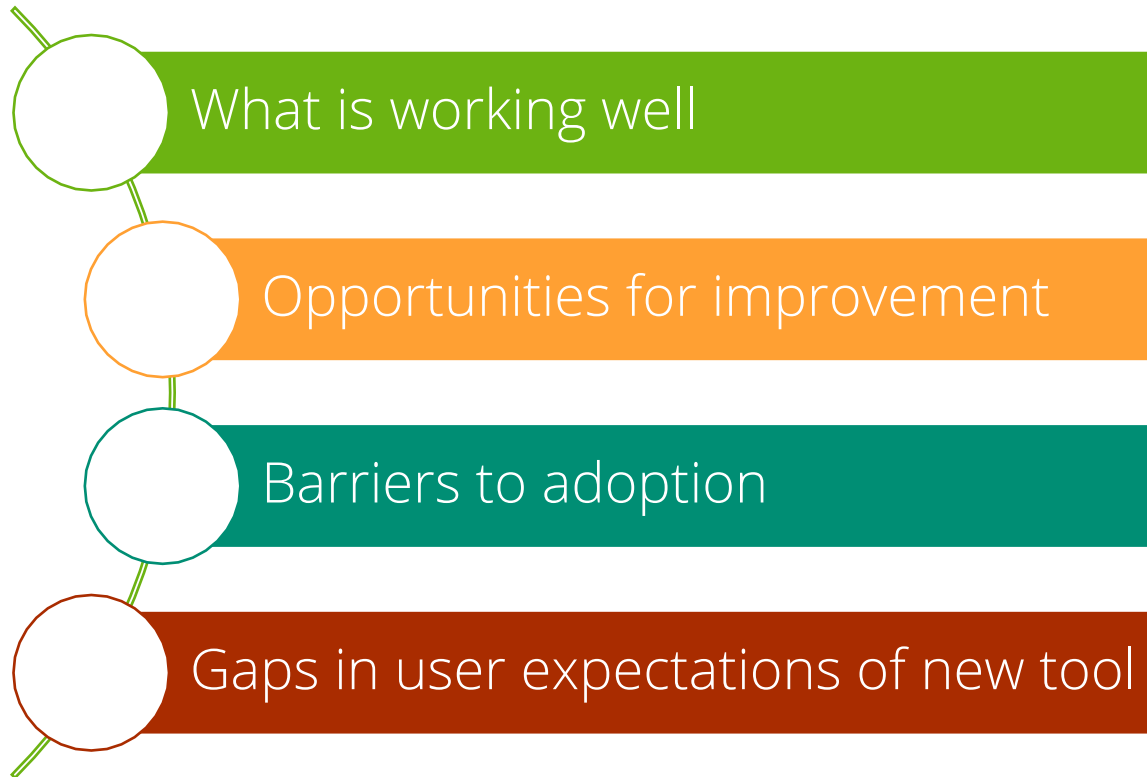 What is working well
Opportunities for improvement
Barriers to adoption
Gaps in user expectations of new tool